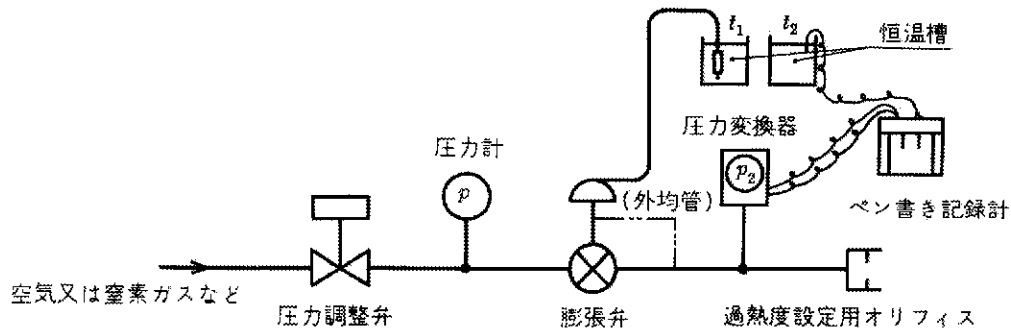 t1 t2
恒温槽
圧力変換器
圧力計
p
p2
(外均管)
ペン書き記録計
空気又は窒素ガスなど
圧力調整弁
膨張弁
過熱度設定用オリフィス